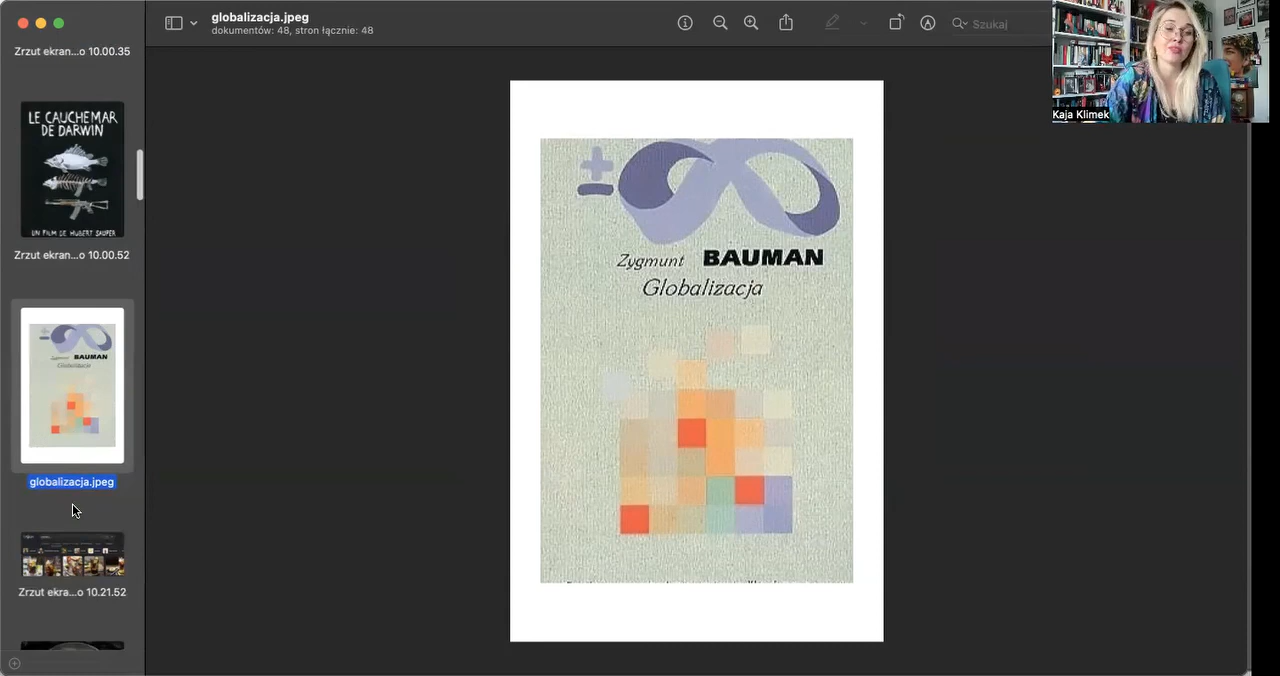 globalizacja.jpeg
dokumentów: 48, stron łącznie: 48
Szukaj
Kaja Klimek
Zrzut ekran...o 10.00.35
LE CAUCHEMAR
DE DARWIN
UN FILM DE HUBERT SAUPER
Zrzut ekran...o 10.00.52
Zygmunt BAUMAN
Globalizacja
globalizacja.jpeg
Zrzut ekra...o 10.21.52
±
Zygmunt BAUMAN
Globalizacja